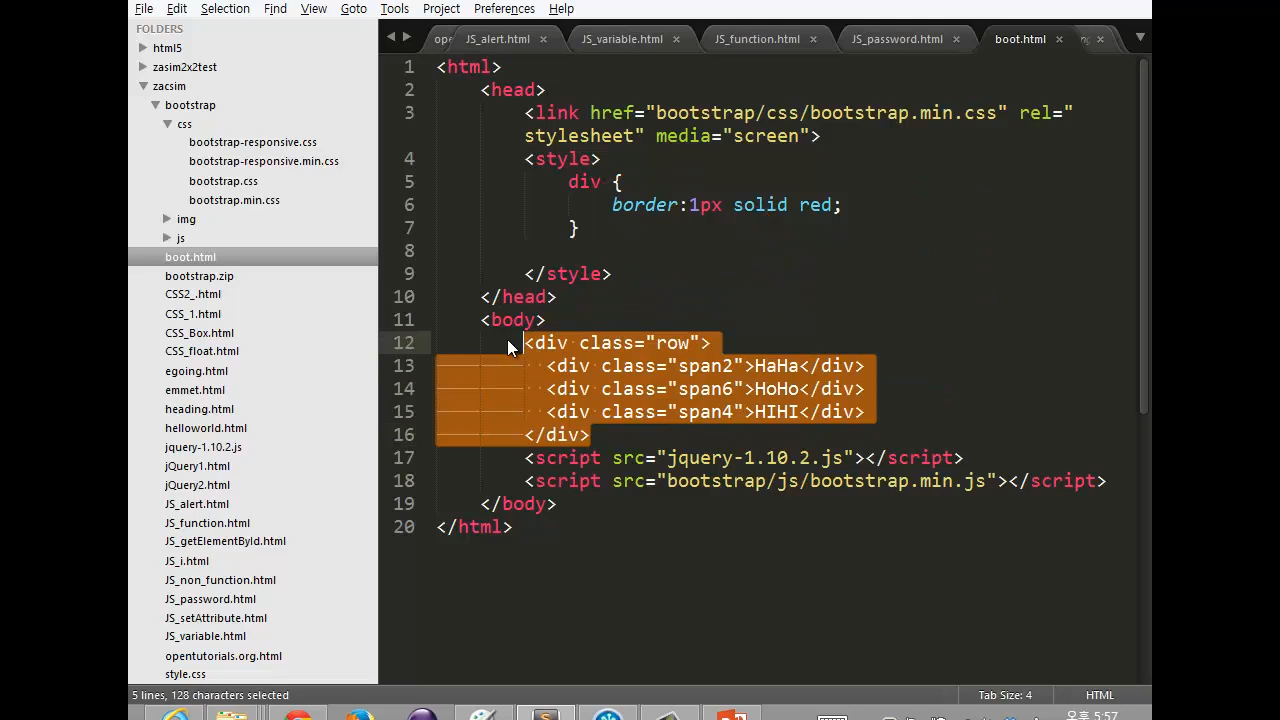 File Edit Selection Find View Goto Tools Project Preferences Help
FOLDERS
html5
zasim2x2test
zacsim
bootstrap
css
bootstrap-responsive.css
bootstrap-responsive.min.css
bootstrap.css
bootstrap.min.css
img
js
boot.html
bootstrap.zip
CSS2_.html
CSS_1.html
CSS_Box.html
CSS_float.html
egoing.html
emmet.html
heading.html
helloworld.html
jquery-1.10.2.js
jQuery1.html
jQuery2.html
JS_alert.html
JS_function.html
JS_getElementById.html
JS_i.html
JS_non_function.html
JS_password.html
JS_setAttribute.html
JS_variable.html
opentutorials.org.html
style.css
JS_alert.html × JS_variable.html × JS_function.html × JS_password.html × boot.html × ×
1 <html>
2 <head>
3 <link href="bootstrap/css/bootstrap.min.css" rel="
stylesheet" media="screen">
4 <style>
5 div {
6 border:1px solid red;
7 }
8
9 </style>
10 </head>
11 <body>
12 <div class="row">
13 <div class="span2">HaHa</div>
14 <div class="span6">HoHo</div>
15 <div class="span4">HIHI</div>
16 </div>
17 <script src="jquery-1.10.2.js"></script>
18 <script src="bootstrap/js/bootstrap.min.js"></script>
19 </body>
20 </html>
5 lines, 128 characters selected Tab Size: 4 HTML
오후 5:57